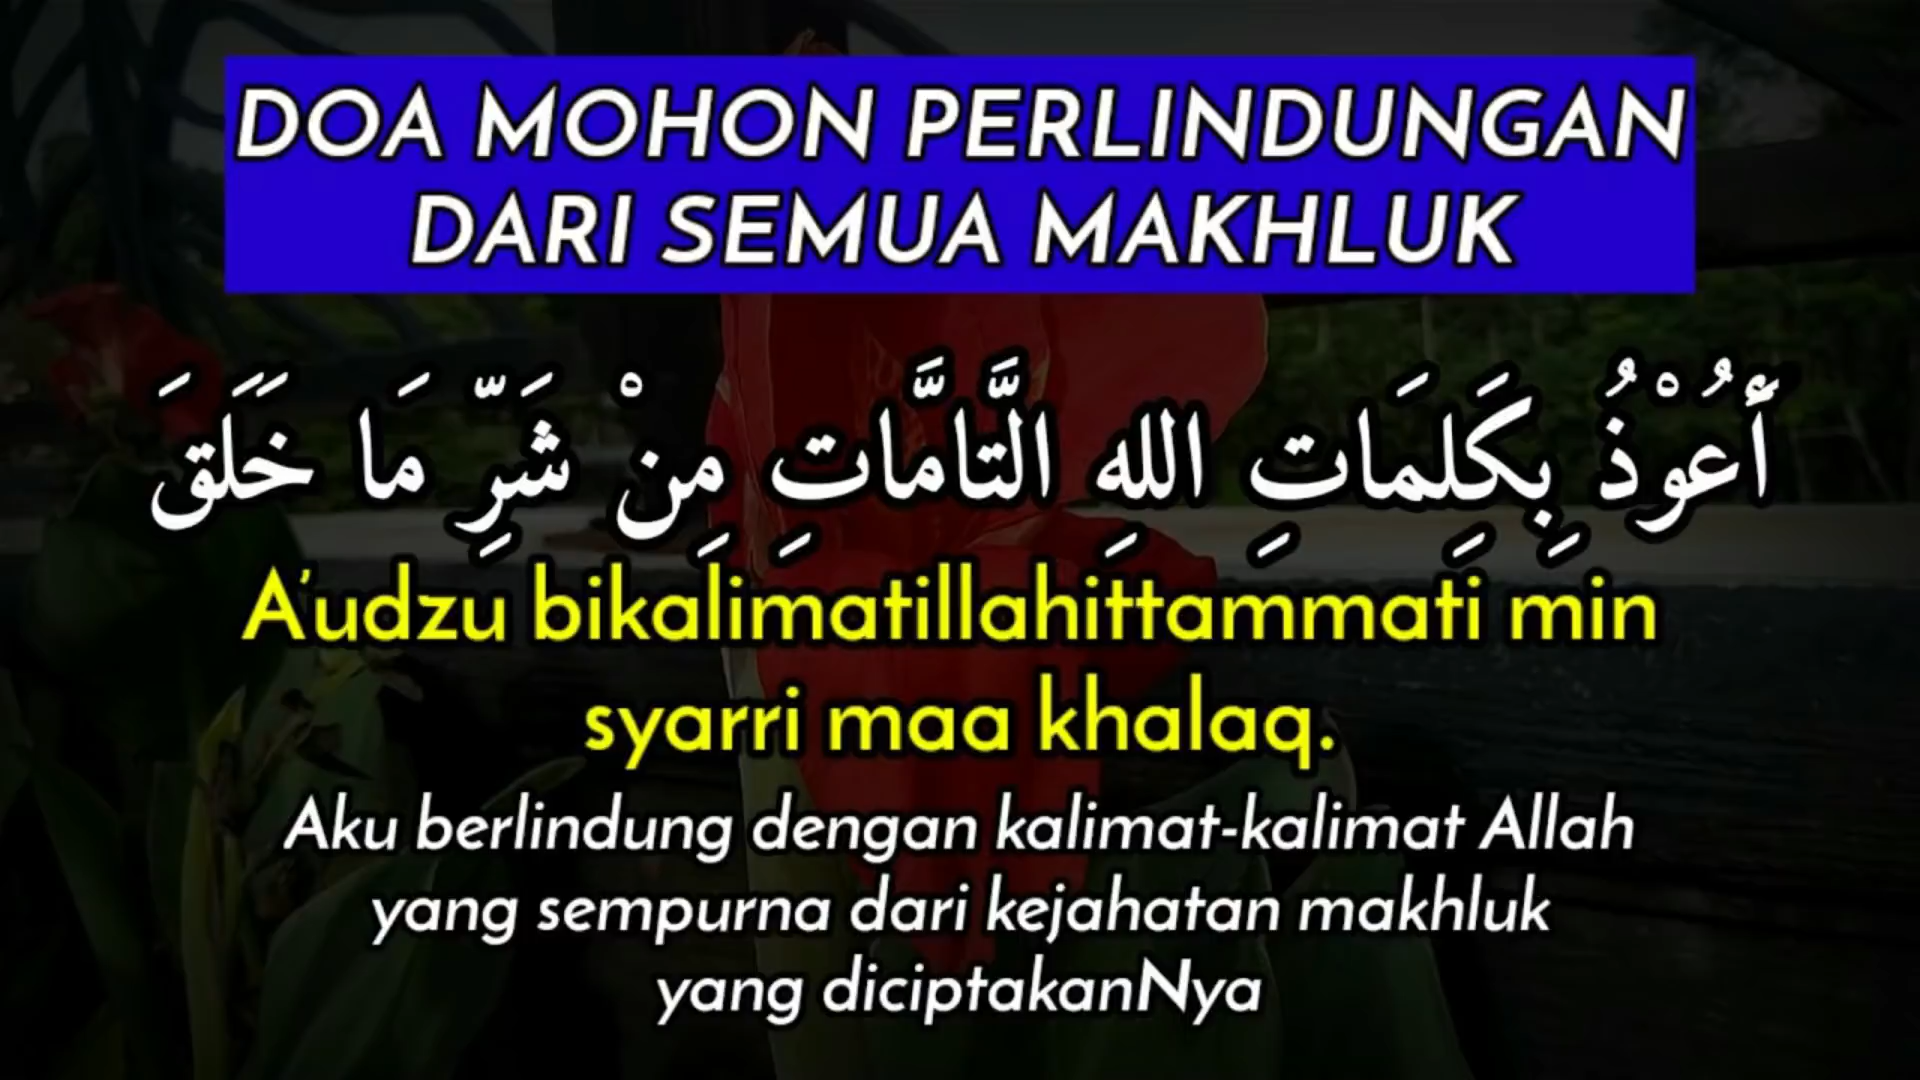 DOA MOHON PERLINDUNGAN
DARI SEMUA MAKHLUK
أَعُوْذُ بِكَلِمَاتِ اللهِ التَّامَّاتِ مِنْ شَرِّ مَا خَلَقَ
A'udzu bikalimatillahittammati min
syarri maa khalaq.
Aku berlindung dengan kalimat-kalimat Allah
yang sempurna dari kejahatan makhluk
yang diciptakanNya